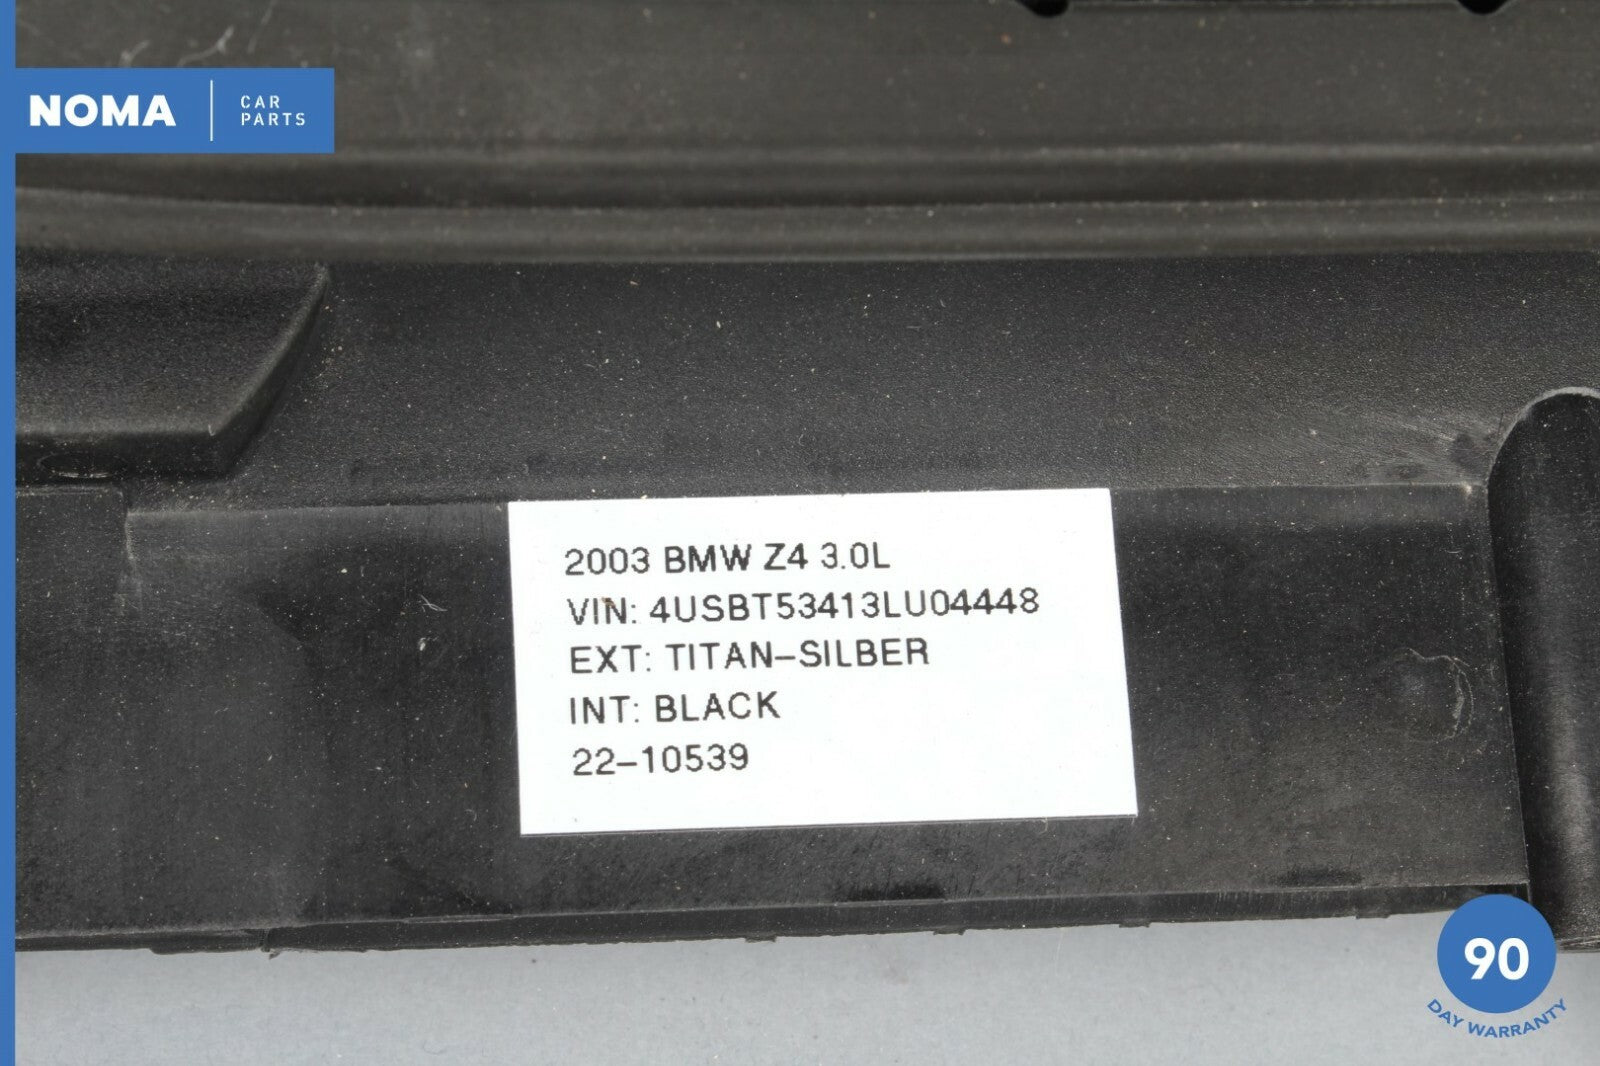 NOMA
CAR
PARTS
2003 BMW Z4 3.0L
VIN: 4USBT53413LU04448
EXT: TITAN-SILBER
INT: BLACK
22-10539
90
DAY WARRANTY